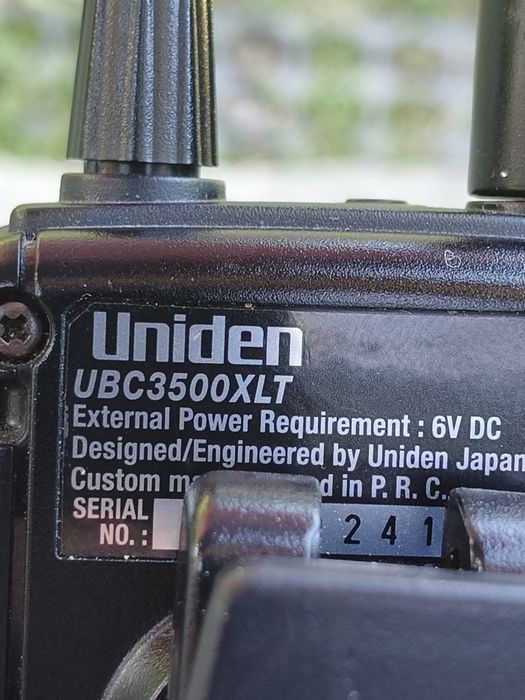 Uniden
UBC3500XLT
External Power Requirement : 6V DC
Designed/Engineered by Uniden Japan
Custom in P. R. C.
SERIAL
NO. : 241